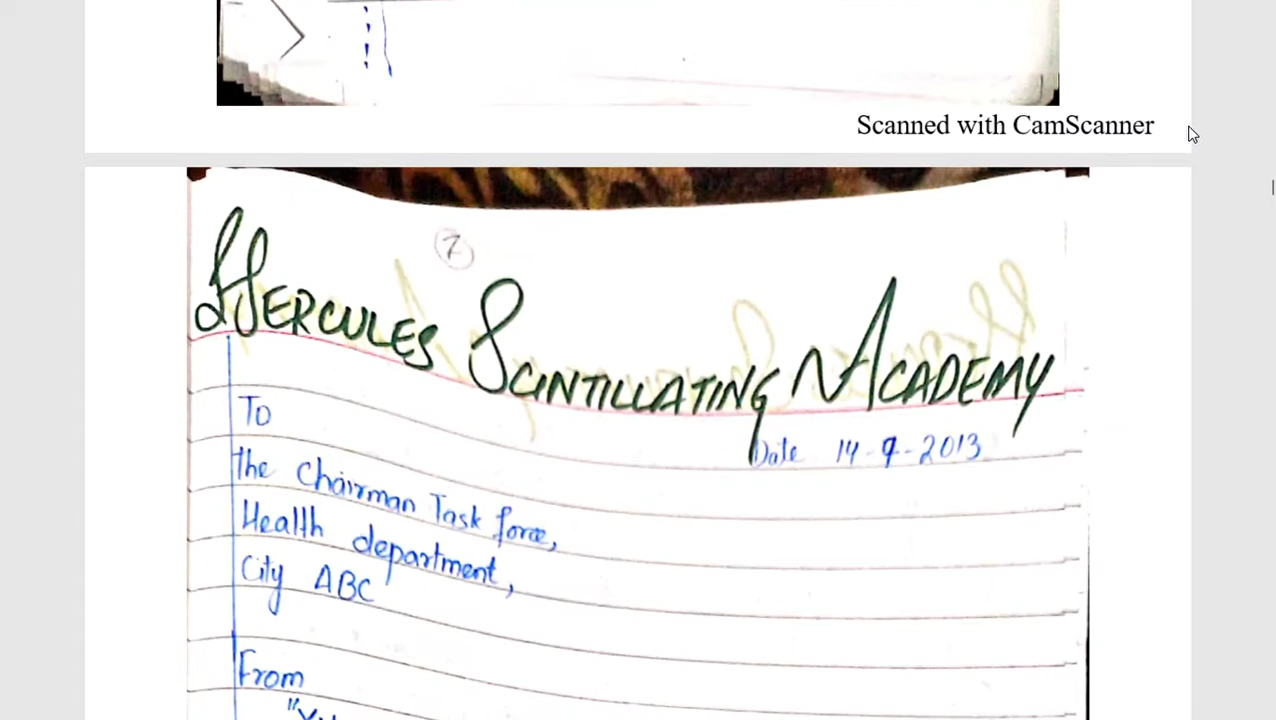 Scanned with CamScanner
7
HERCULES SCINTILLATING ACADEMY
To
Date 14-9-2013
the Chairman Task force,
Health department,
City ABC
From